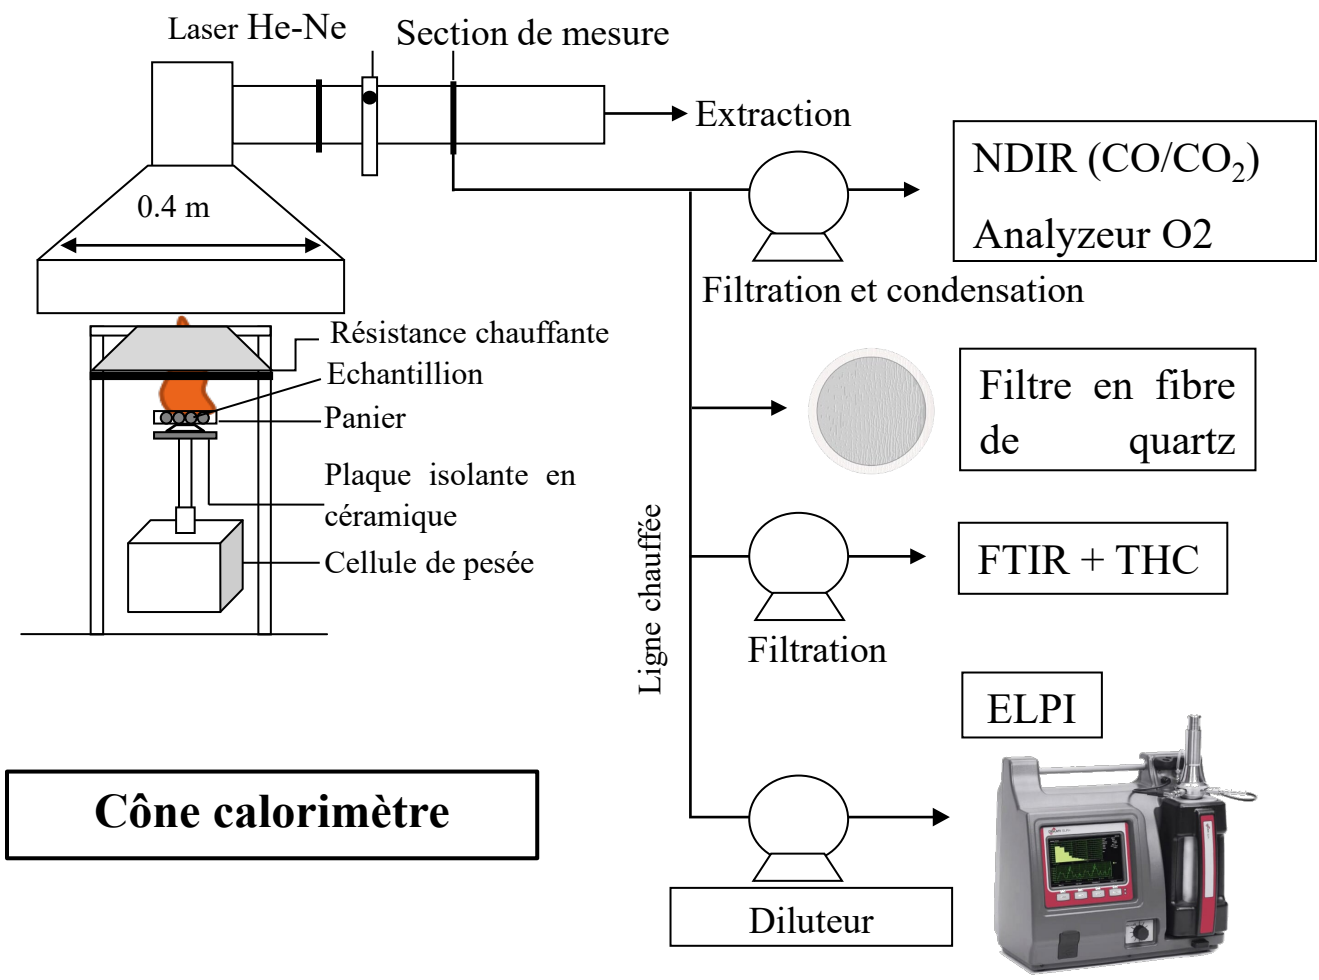 Laser He-Ne
Section de mesure
Extraction
0.4 m
NDIR (CO/CO₂)
Analyzeur O2
Filtration et condensation
Résistance chauffante
Echantillion
Panier
Plaque isolante en
céramique
Cellule de pesée
Filtre en fibre
de quartz
Ligne chauffée
FTIR + THC
Filtration
ELPI
Cône calorimètre
Diluteur